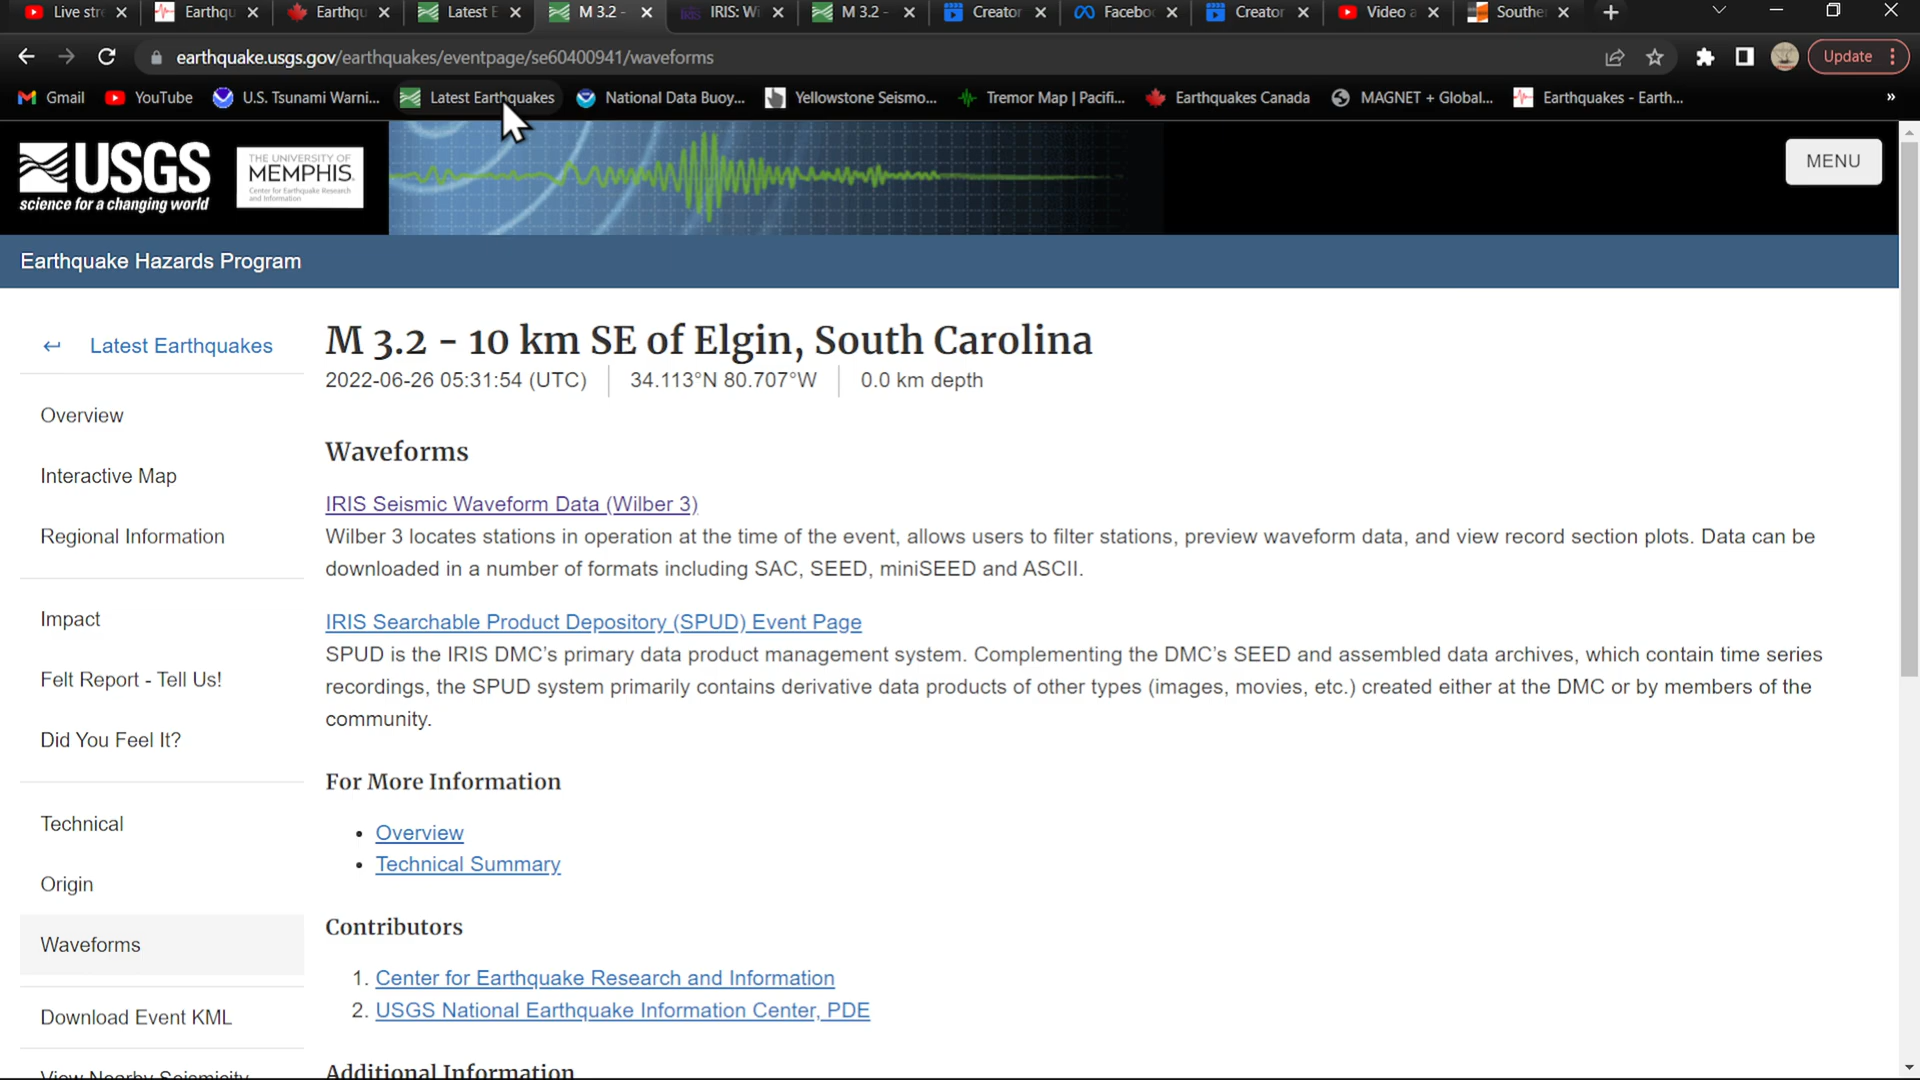 Live str Earthqu Earthqu Latest E M 3.2 - IRIS: Wi M 3.2 - Creator Facebo Creator Video a Southe
earthquake.usgs.gov/earthquakes/eventpage/se60400941/waveforms Update
Gmail YouTube U.S. Tsunami Warni... Latest Earthquakes National Data Buoy... Yellowstone Seismo... Tremor Map | Pacifi... Earthquakes Canada MAGNET + Global... Earthquakes - Earth... »
USGS
science for a changing world
THE UNIVERSITY OF
MEMPHIS.
Center for Earthquake Research
and Information
MENU
Earthquake Hazards Program
Latest Earthquakes
Overview
Interactive Map
Regional Information
Impact
Felt Report - Tell Us!
Did You Feel It?
Technical
Origin
Waveforms
Download Event KML
View Nearby Seismicity
M 3.2 - 10 km SE of Elgin, South Carolina
2022-06-26 05:31:54 (UTC) 34.113°N 80.707°W 0.0 km depth
Waveforms
IRIS Seismic Waveform Data (Wilber 3)
Wilber 3 locates stations in operation at the time of the event, allows users to filter stations, preview waveform data, and view record section plots. Data can be
downloaded in a number of formats including SAC, SEED, miniSEED and ASCII.
IRIS Searchable Product Depository (SPUD) Event Page
SPUD is the IRIS DMC's primary data product management system. Complementing the DMC's SEED and assembled data archives, which contain time series
recordings, the SPUD system primarily contains derivative data products of other types (images, movies, etc.) created either at the DMC or by members of the
community.
For More Information
• Overview
• Technical Summary
Contributors
1. Center for Earthquake Research and Information
2. USGS National Earthquake Information Center, PDE
Additional Information